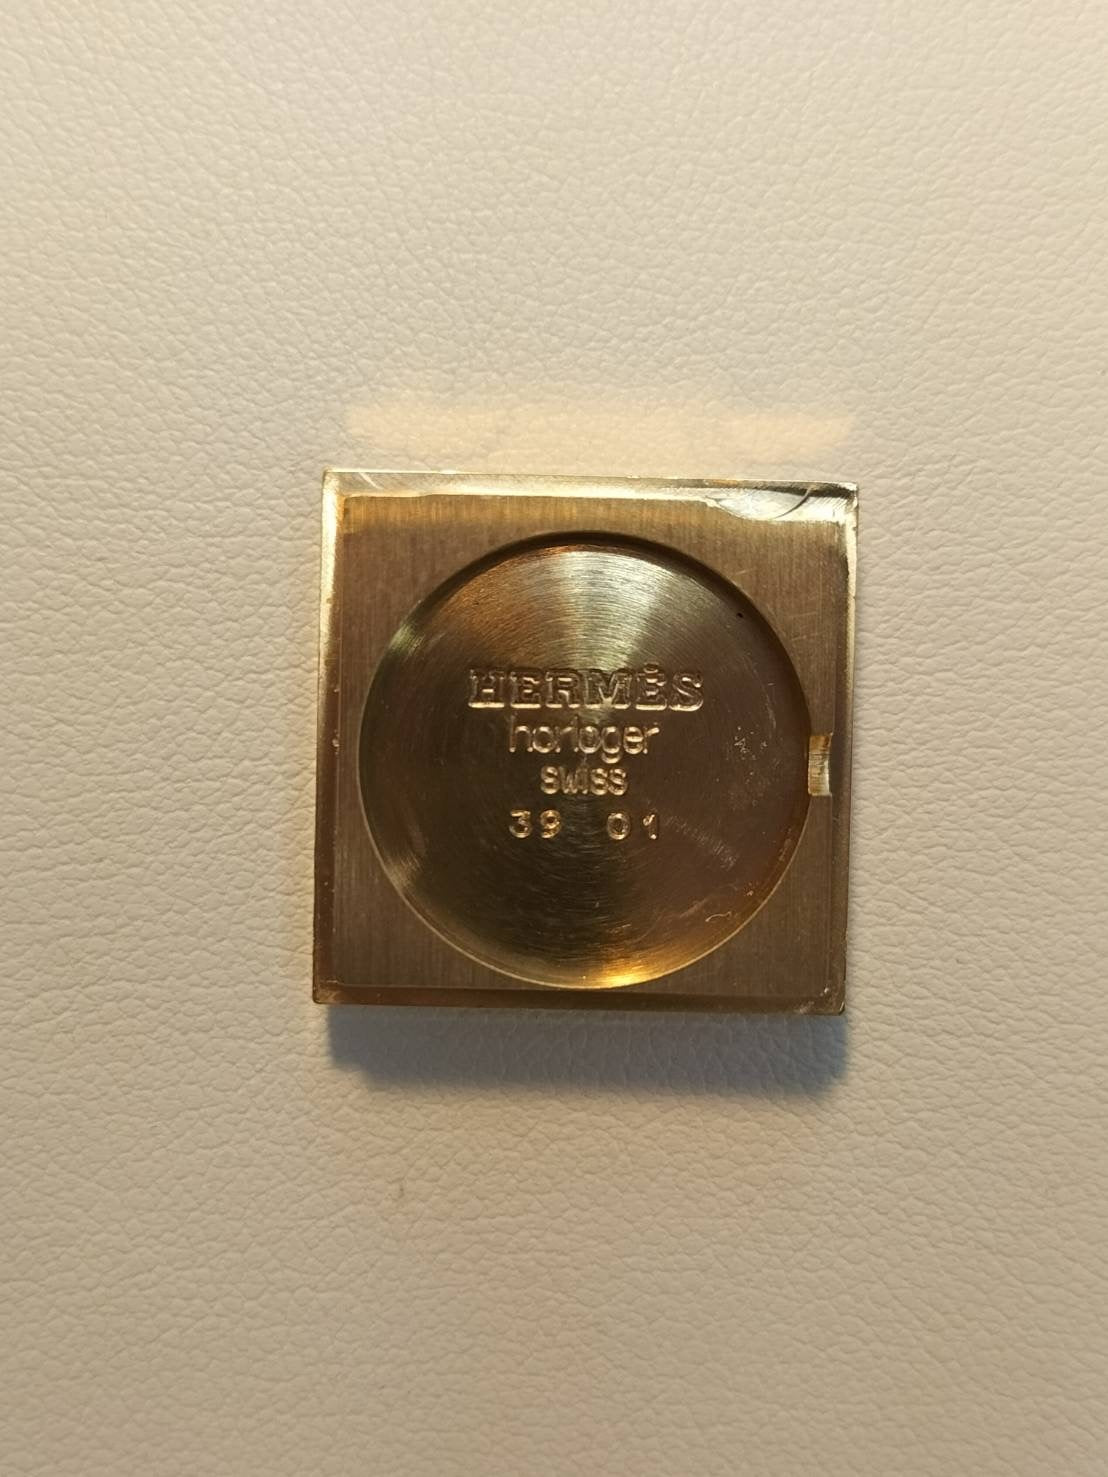 HERMÈS
horloger
SWISS
39 01